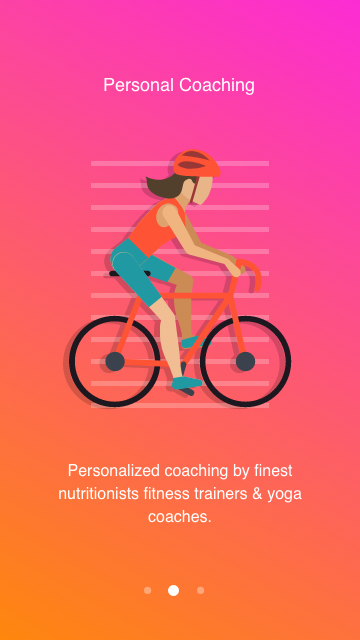 Personal Coaching
Personalized coaching by finest
nutritionists fitness trainers & yoga
coaches.